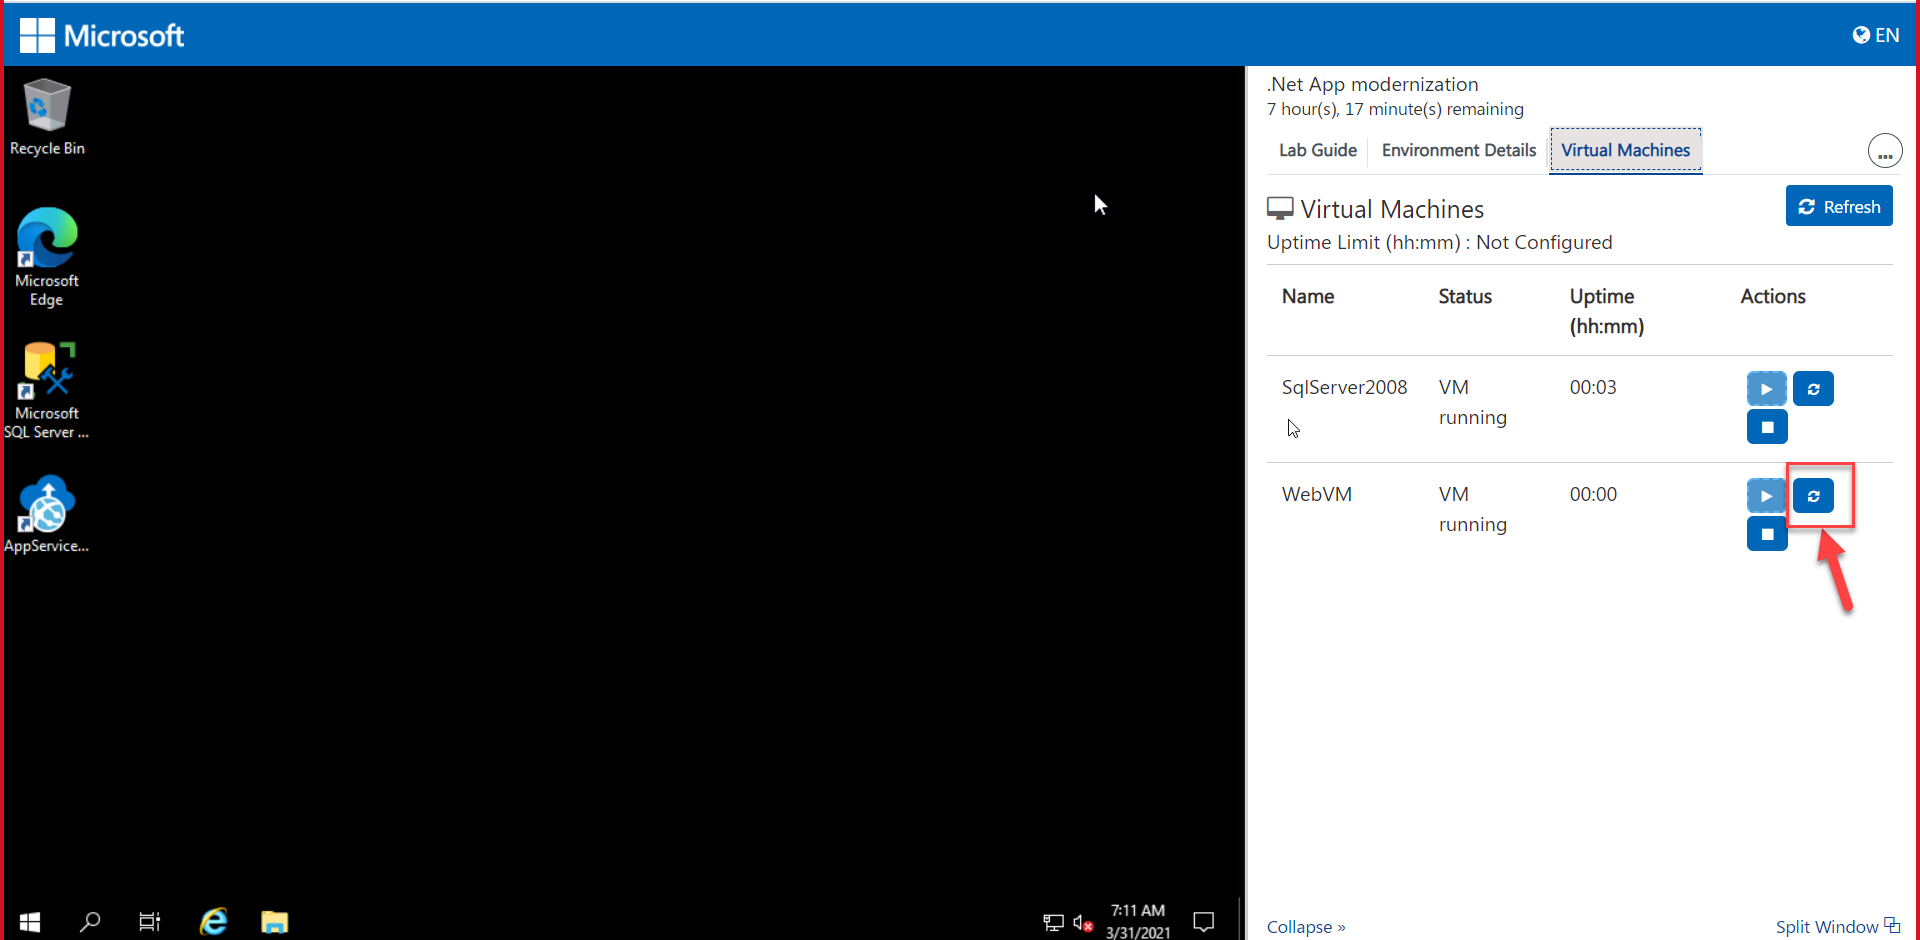 Microsoft
EN
Recycle Bin
Microsoft
Edge
Microsoft
SQL Server ...
AppService...
7:11 AM
3/31/2021
.Net App modernization
7 hour(s), 17 minute(s) remaining
Lab Guide
Environment Details
Virtual Machines
...
Virtual Machines
Refresh
Uptime Limit (hh:mm) : Not Configured
Name
Status
Uptime
(hh:mm)
Actions
SqlServer2008
VM
running
00:03
WebVM
VM
running
00:00
Collapse »
Split Window